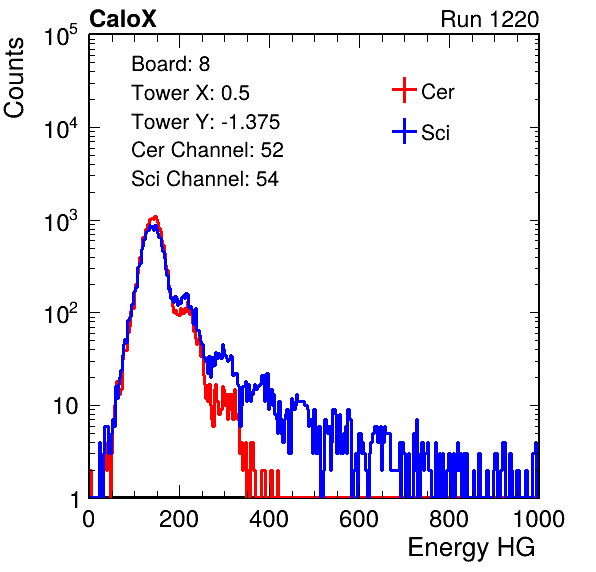 CaloX Run 1220
Counts
10^5
10^4
10^3
10^2
10
1
Board: 8
Tower X: 0.5
Tower Y: -1.375
Cer Channel: 52
Sci Channel: 54
Cer
Sci
0 200 400 600 800 1000
Energy HG